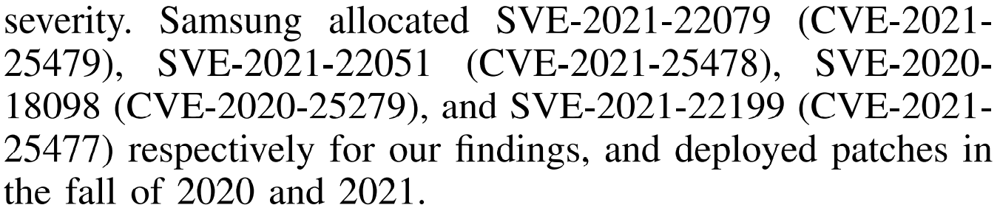 severity. Samsung allocated SVE-2021-22079 (CVE-2021-
25479), SVE-2021-22051 (CVE-2021-25478), SVE-2020-
18098 (CVE-2020-25279), and SVE-2021-22199 (CVE-2021-
25477) respectively for our findings, and deployed patches in
the fall of 2020 and 2021.